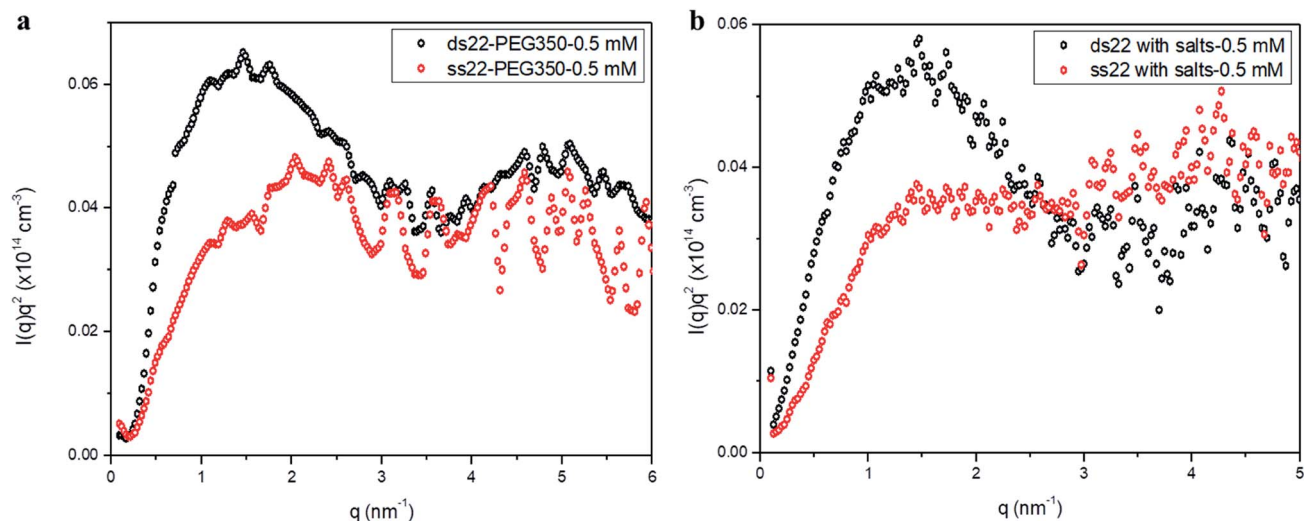 a
ds22-PEG350-0.5 mM
ss22-PEG350-0.5 mM
I(q)q² (x10¹⁴ cm⁻³)
0.06
0.04
0.02
0.00
0 1 2 3 4 5 6
q (nm⁻¹)
b
ds22 with salts-0.5 mM
ss22 with salts-0.5 mM
I(q)q² (x10¹⁴ cm⁻³)
0.06
0.04
0.02
0.00
0 1 2 3 4 5
q (nm⁻¹)